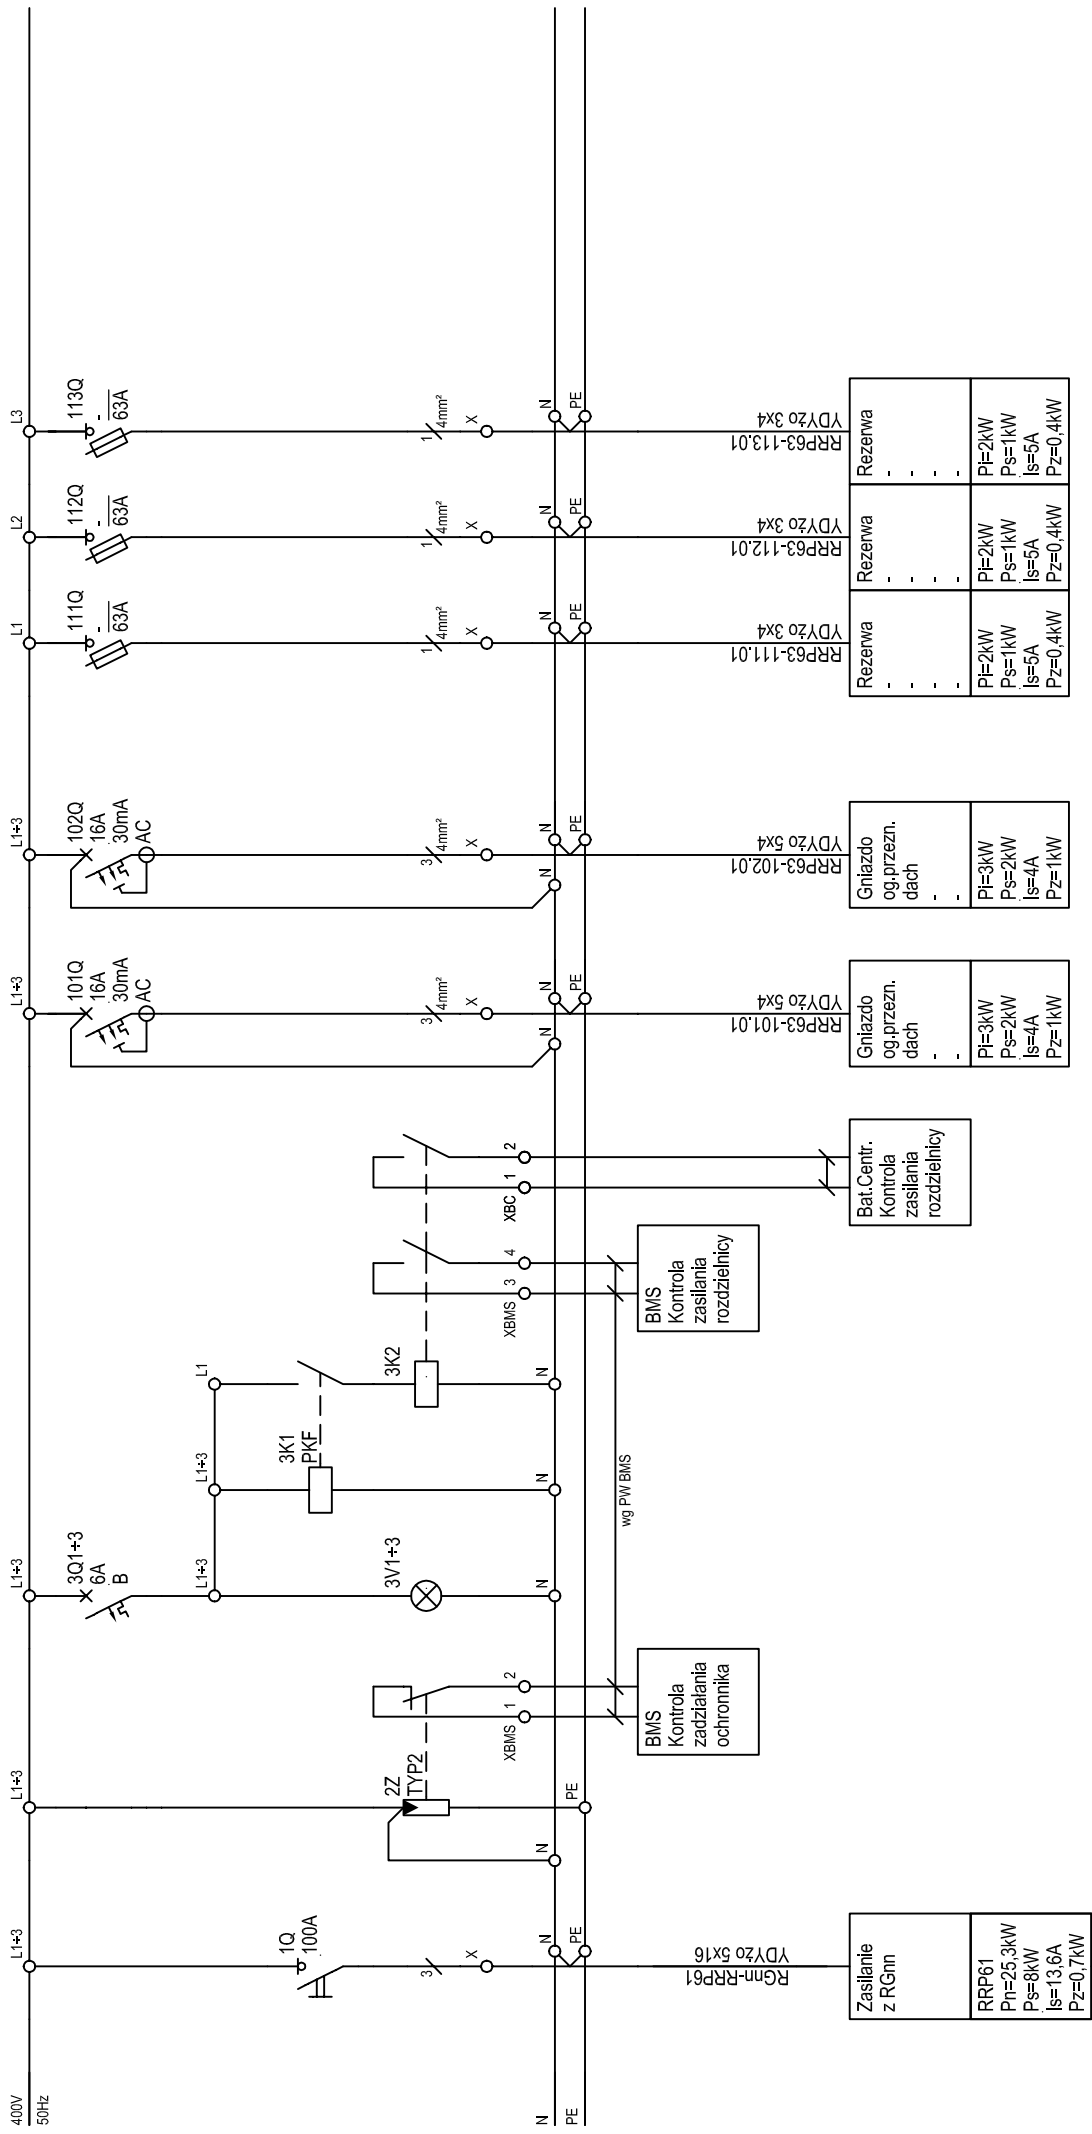 400V
50Hz
N
PE
L1÷3
1Q
100A
3
X
N
PE
RGnn-RRP61
YDYżo 5x16
Zasilanie
z RGnn
RRP61
Pn=25,3kW
Ps=8kW
Is=13,6A
Pz=0,7kW
L1÷3
2Z
TYP2
N
PE
XBMS
1
2
BMS
Kontrola
zadziałania
ochronnika
wg PW BMS
L1÷3
3Q1÷3
6A
B
L1÷3
3V1÷3
N
L1÷3
3K1
PKF
N
L1
3K2
N
XBMS
3
4
BMS
Kontrola
zasilania
rozdzielnicy
XBC
1
2
Bat.Centr.
Kontrola
zasilania
rozdzielnicy
L1÷3
101Q
16A
30mA
AC
3
4mm²
X
N
N
PE
RRP63-101.01
YDYżo 5x4
Gniazdo
og.przezn.
dach
.
.
Pi=3kW
Ps=2kW
Is=4A
Pz=1kW
L1÷3
102Q
16A
30mA
AC
3
4mm²
X
N
N
PE
RRP63-102.01
YDYżo 5x4
Gniazdo
og.przezn.
dach
.
.
Pi=3kW
Ps=2kW
Is=4A
Pz=1kW
L1
111Q
-
63A
1
4mm²
X
N
PE
RRP63-111.01
YDYżo 3x4
Rezerwa
.
.
.
.
Pi=2kW
Ps=1kW
Is=5A
Pz=0,4kW
L2
112Q
-
63A
1
4mm²
X
N
PE
RRP63-112.01
YDYżo 3x4
Rezerwa
.
.
.
.
Pi=2kW
Ps=1kW
Is=5A
Pz=0,4kW
L3
113Q
-
63A
1
4mm²
X
N
PE
RRP63-113.01
YDYżo 3x4
Rezerwa
.
.
.
.
Pi=2kW
Ps=1kW
Is=5A
Pz=0,4kW